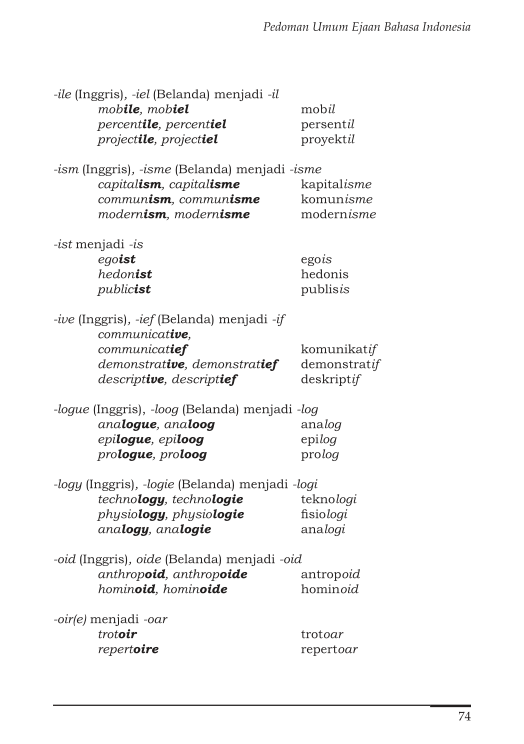 Pedoman Umum Ejaan Bahasa Indonesia
-ile (Inggris), -iel (Belanda) menjadi -il
mobile, mobiel mobil
percentile, percentiel persentil
projectile, projectiel proyektil
-ism (Inggris), -isme (Belanda) menjadi -isme
capitalism, capitalisme kapitalisme
communism, communisme komunisme
modernism, modernisme modernisme
-ist menjadi -is
egoist egois
hedonist hedonis
publicist publisis
-ive (Inggris), -ief (Belanda) menjadi -if
communicative,
communicatief komunikatif
demonstrative, demonstratief demonstratif
descriptive, descriptief deskriptif
-logue (Inggris), -loog (Belanda) menjadi -log
analogue, analoog analog
epilogue, epiloog epilog
prologue, proloog prolog
-logy (Inggris), -logie (Belanda) menjadi -logi
technology, technologie teknologi
physiology, physiologie fisiologi
analogy, analogie analogi
-oid (Inggris), oide (Belanda) menjadi -oid
anthropoid, anthropoide antropoid
hominoid, hominoide hominoid
-oir(e) menjadi -oar
trotoir trotoar
repertoire repertoar
74